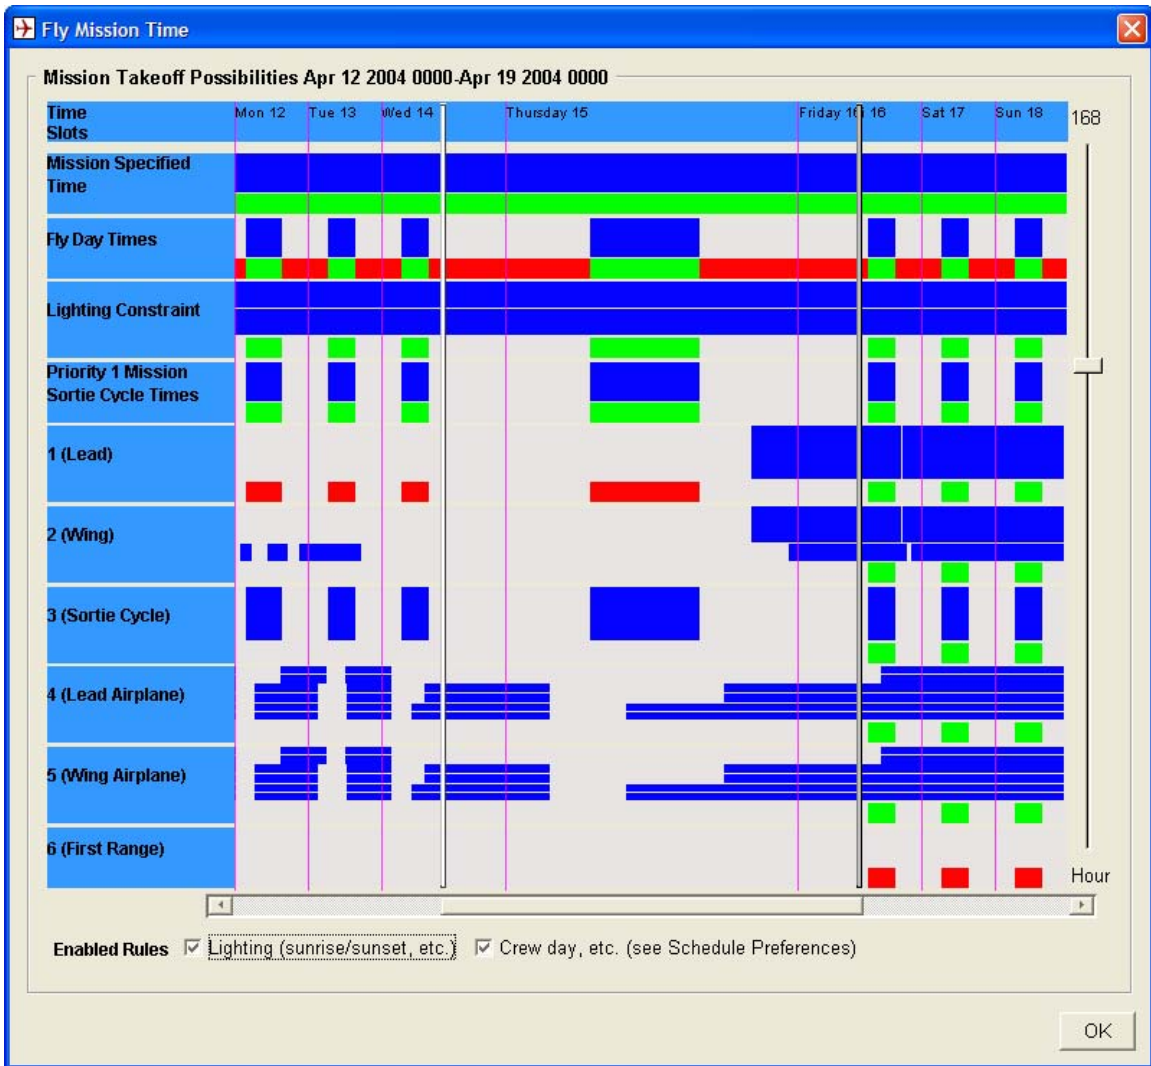 Fly Mission Time
Mission Takeoff Possibilities Apr 12 2004 0000-Apr 19 2004 0000
Time
Slots
Mon 12
Tue 13
Wed 14
Thursday 15
Friday 16
16
Sat 17
Sun 18
168
Mission Specified
Time
Fly Day Times
Lighting Constraint
Priority 1 Mission
Sortie Cycle Times
1 (Lead)
2 (Wing)
3 (Sortie Cycle)
4 (Lead Airplane)
5 (Wing Airplane)
6 (First Range)
Hour
Enabled Rules
Lighting (sunrise/sunset, etc.)
Crew day, etc. (see Schedule Preferences)
OK